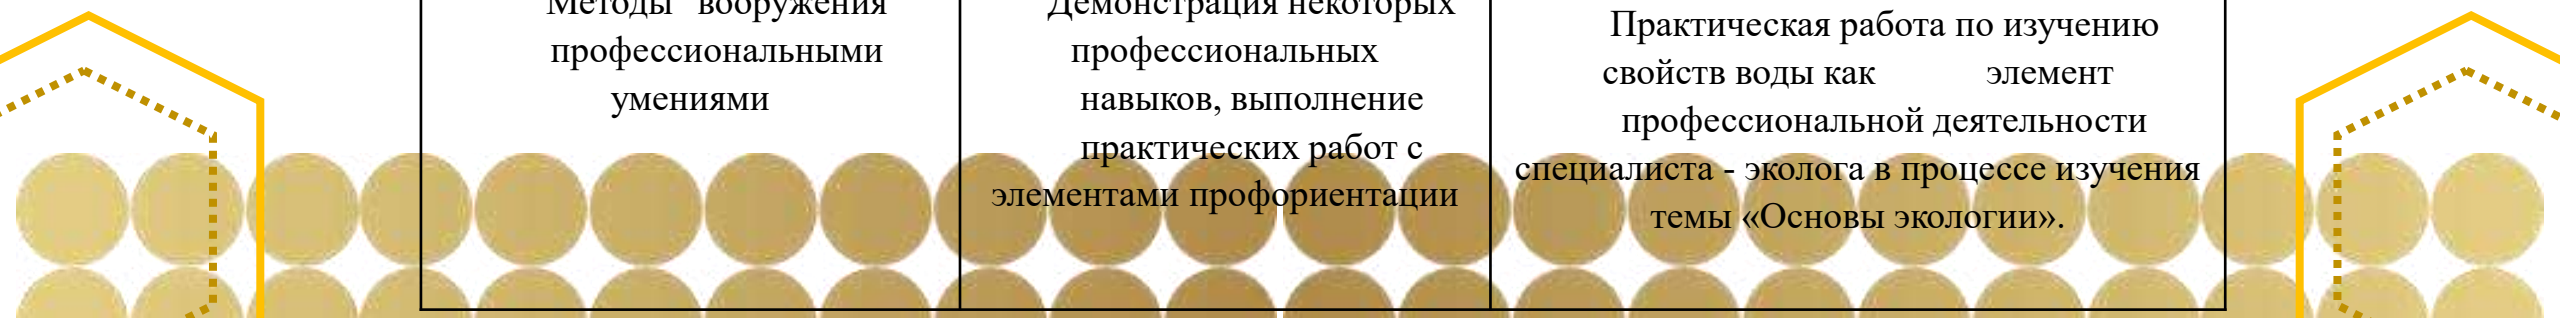 Методы вооружения
профессиональными
умениями
Демонстрация некоторых
профессиональных
навыков, выполнение
практических работ с
элементами профориентации
Практическая работа по изучению
свойств воды как элемент
профессиональной деятельности
специалиста - эколога в процессе изучения
темы «Основы экологии».